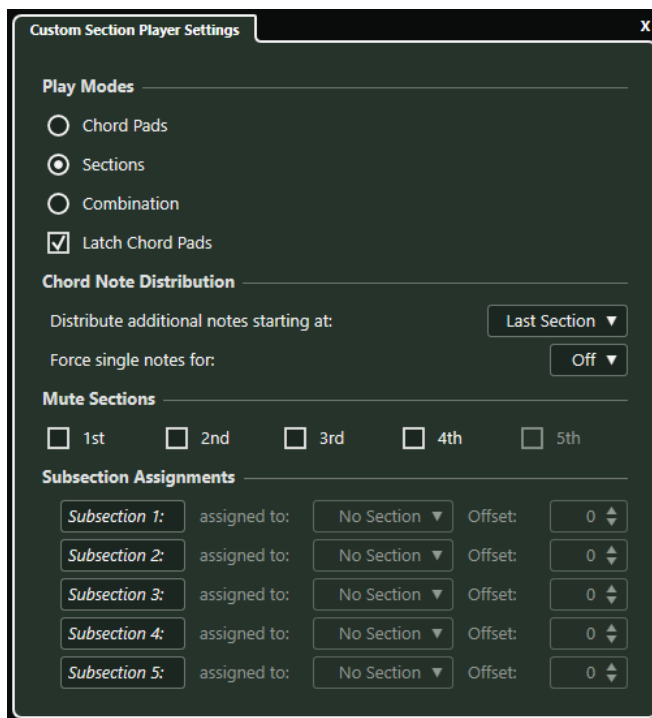 Custom Section Player Settings X
Play Modes
Chord Pads
Sections
Combination
Latch Chord Pads
Chord Note Distribution
Distribute additional notes starting at: Last Section
Force single notes for: Off
Mute Sections
1st 2nd 3rd 4th 5th
Subsection Assignments
Subsection 1: assigned to: No Section Offset: 0
Subsection 2: assigned to: No Section Offset: 0
Subsection 3: assigned to: No Section Offset: 0
Subsection 4: assigned to: No Section Offset: 0
Subsection 5: assigned to: No Section Offset: 0